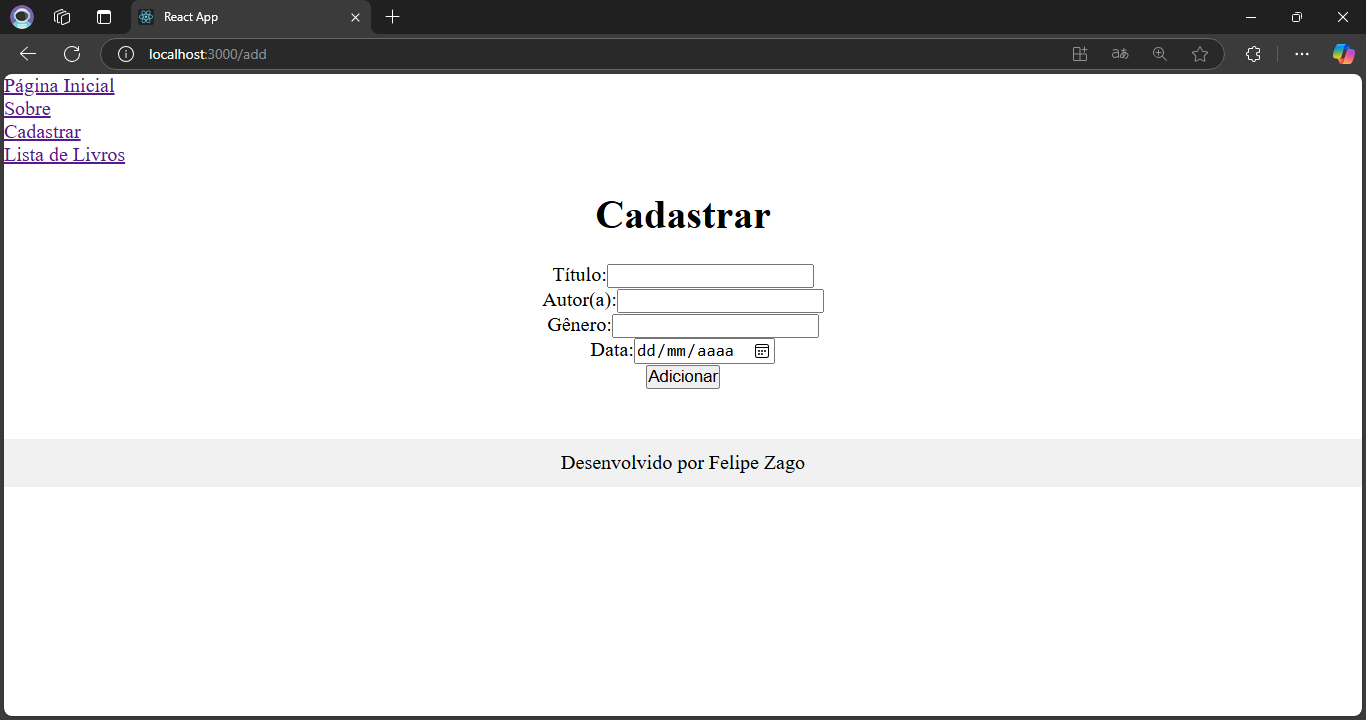 React App
localhost:3000/add
Página Inicial
Sobre
Cadastrar
Lista de Livros
Cadastrar
Título:
Autor(a):
Gênero:
Data: dd/mm/aaaa
Adicionar
Desenvolvido por Felipe Zago